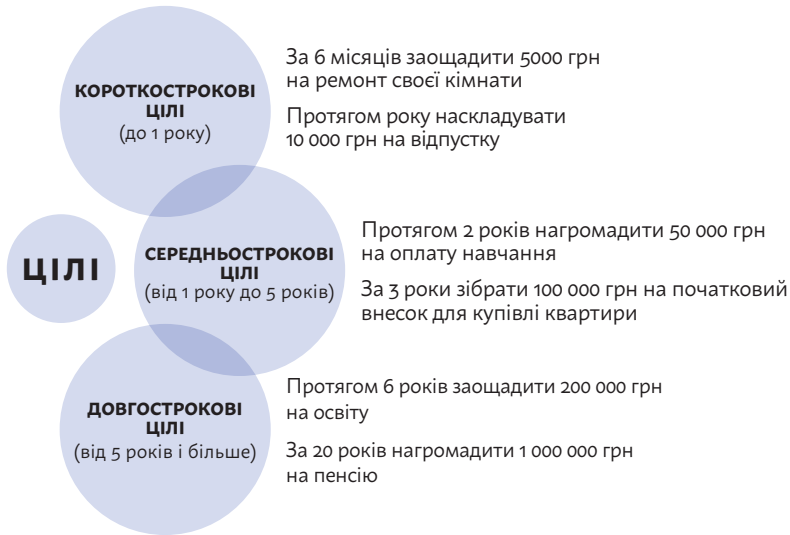 КОРОТКОСТРОКОВІ
ЦІЛІ
(до 1 року)
За 6 місяців заощадити 5000 грн
на ремонт своєї кімнати
Протягом року наскладувати
10 000 грн на відпустку
ЦІЛІ
СЕРЕДНЬОСТРОКОВІ
ЦІЛІ
(від 1 року до 5 років)
Протягом 2 років нагромадити 50 000 грн
на оплату навчання
За 3 роки зібрати 100 000 грн на початковий
внесок для купівлі квартири
ДОВГОСТРОКОВІ
ЦІЛІ
(від 5 років і більше)
Протягом 6 років заощадити 200 000 грн
на освіту
За 20 років нагромадити 1 000 000 грн
на пенсію